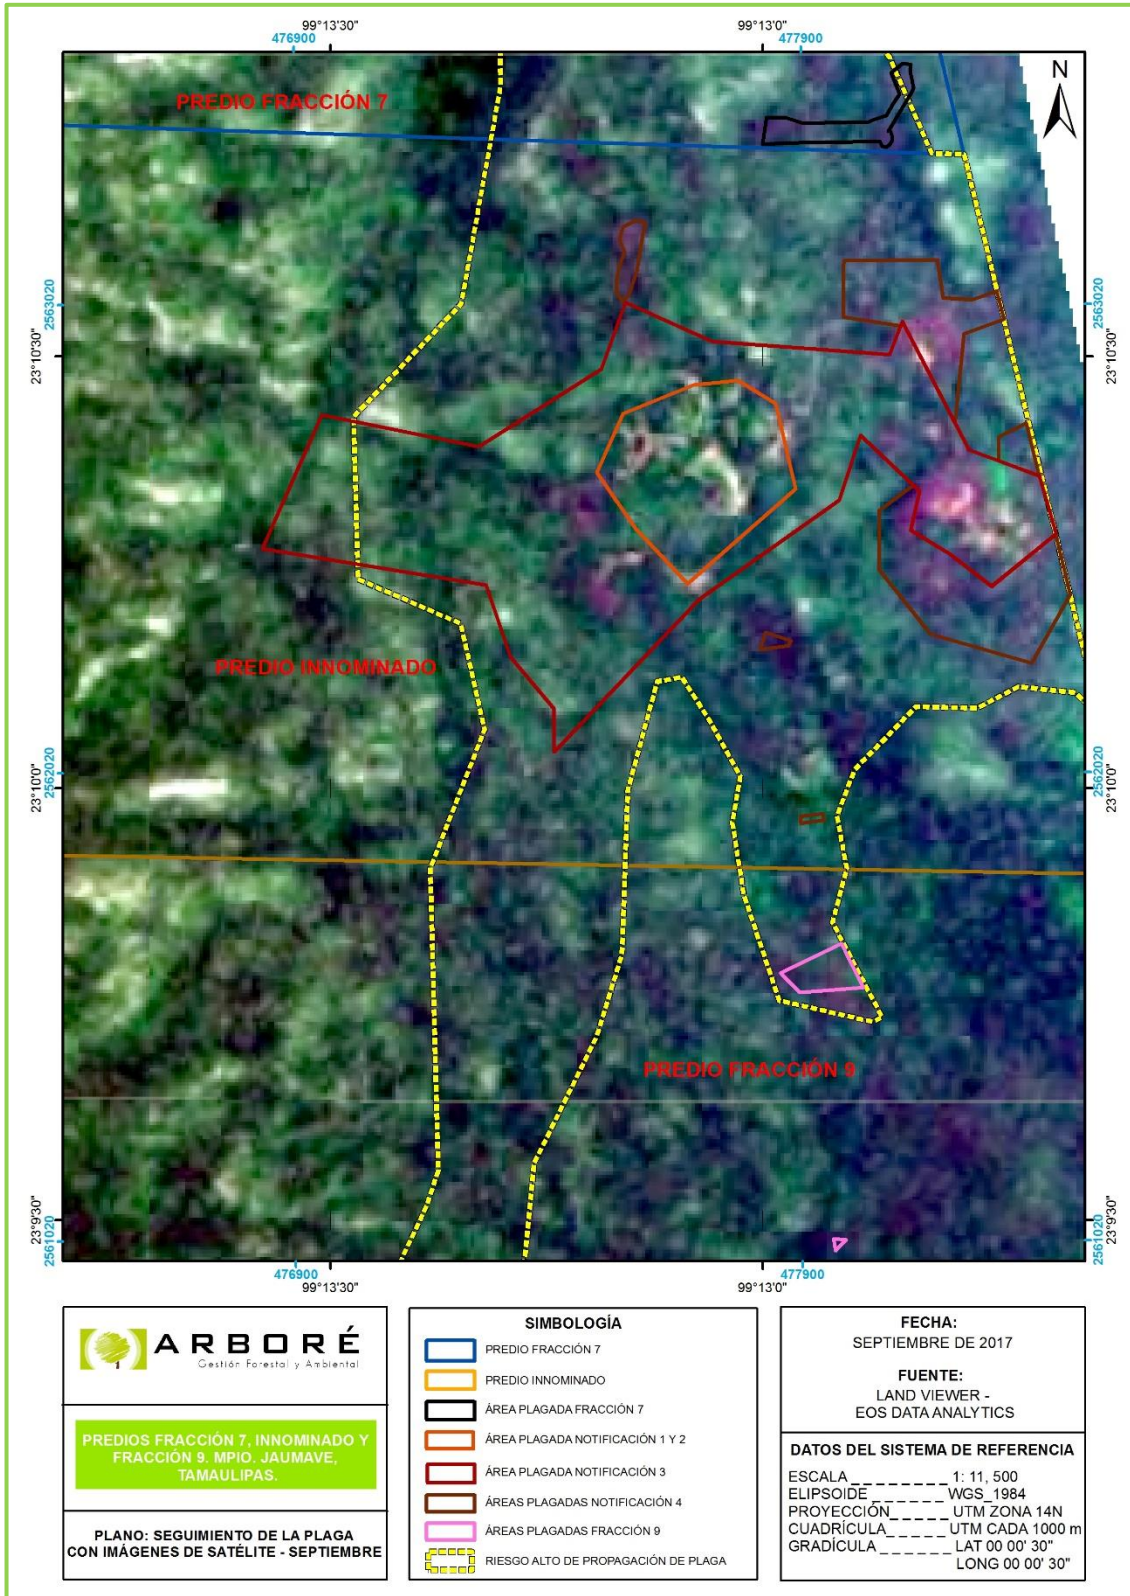 99°13'30"
99°13'0"
476900
477900
PREDIO FRACCIÓN 7
N
2563020
2563020
23°10'30"
23°10'30"
PREDIO INNOMINADO
2562020
2562020
23°10'0"
23°10'0"
PREDIO FRACCIÓN 9
23°9'30"
23°9'30"
2561020
2561020
476900
477900
99°13'30"
99°13'0"
ARBORÉ
Gestión Forestal y Ambiental
PREDIOS FRACCIÓN 7, INNOMINADO Y
FRACCIÓN 9. MPIO. JAUMAVE,
TAMAULIPAS.
PLANO: SEGUIMIENTO DE LA PLAGA
CON IMÁGENES DE SATÉLITE - SEPTIEMBRE
SIMBOLOGÍA
PREDIO FRACCIÓN 7
PREDIO INNOMINADO
ÁREA PLAGADA FRACCIÓN 7
ÁREA PLAGADA NOTIFICACIÓN 1 Y 2
ÁREA PLAGADA NOTIFICACIÓN 3
ÁREAS PLAGADAS NOTIFICACIÓN 4
ÁREAS PLAGADAS FRACCIÓN 9
RIESGO ALTO DE PROPAGACIÓN DE PLAGA
FECHA:
SEPTIEMBRE DE 2017
FUENTE:
LAND VIEWER -
EOS DATA ANALYTICS
DATOS DEL SISTEMA DE REFERENCIA
ESCALA _ _ _ _ _ _ _ _ _ 1: 11, 500
ELIPSOIDE _ _ _ _ _ _ _ WGS_1984
PROYECCIÓN _ _ _ _ _ _ UTM ZONA 14N
CUADRÍCULA _ _ _ _ _ UTM CADA 1000 m
GRADÍCULA _ _ _ _ _ _ _ LAT 00 00' 30"
LONG 00 00' 30"